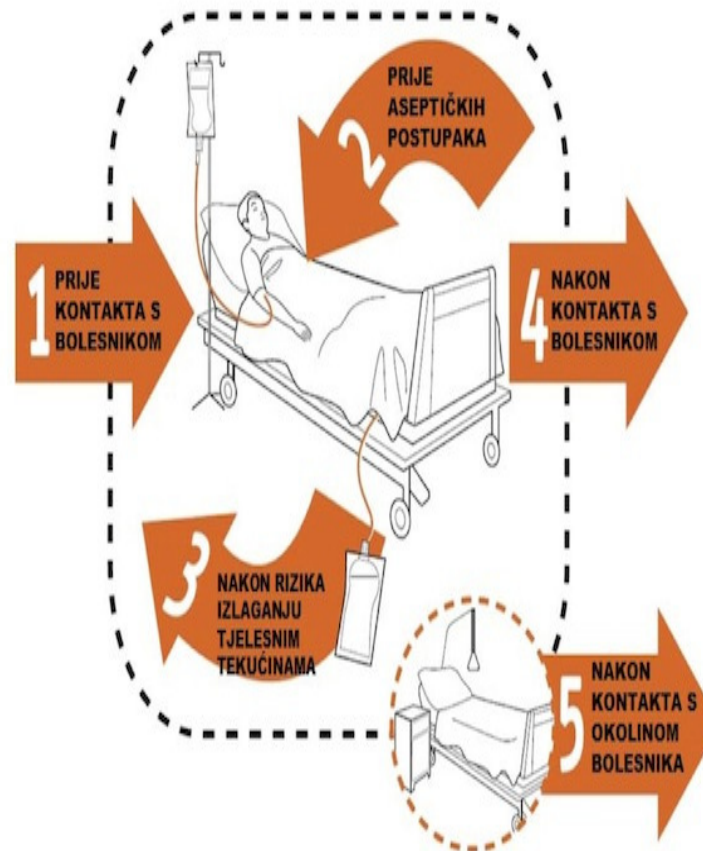 1 PRIJE
KONTAKTA S
BOLESNIKOM
2 PRIJE
ASEPTIČKIH
POSTUPAKA
3 NAKON RIZIKA
IZLAGANJU
TJELESNIM
TEKUĆINAMA
4 NAKON
KONTAKTA S
BOLESNIKOM
5 NAKON
KONTAKTA S
OKOLINOM
BOLESNIKA